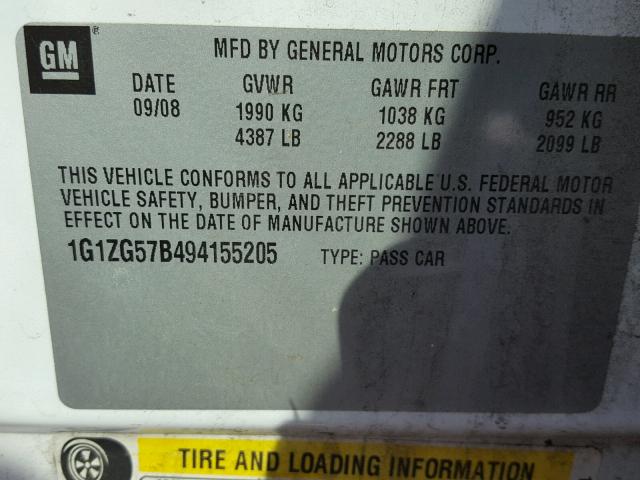 GM ®
MFD BY GENERAL MOTORS CORP.
DATE GVWR GAWR FRT GAWR RR
09/08 1990 KG 1038 KG 952 KG
4387 LB 2288 LB 2099 LB
THIS VEHICLE CONFORMS TO ALL APPLICABLE U.S. FEDERAL MOTOR
VEHICLE SAFETY, BUMPER, AND THEFT PREVENTION STANDARDS IN
EFFECT ON THE DATE OF MANUFACTURE SHOWN ABOVE.
1G1ZG57B494155205 TYPE: PASS CAR
TIRE AND LOADING INFORMATION